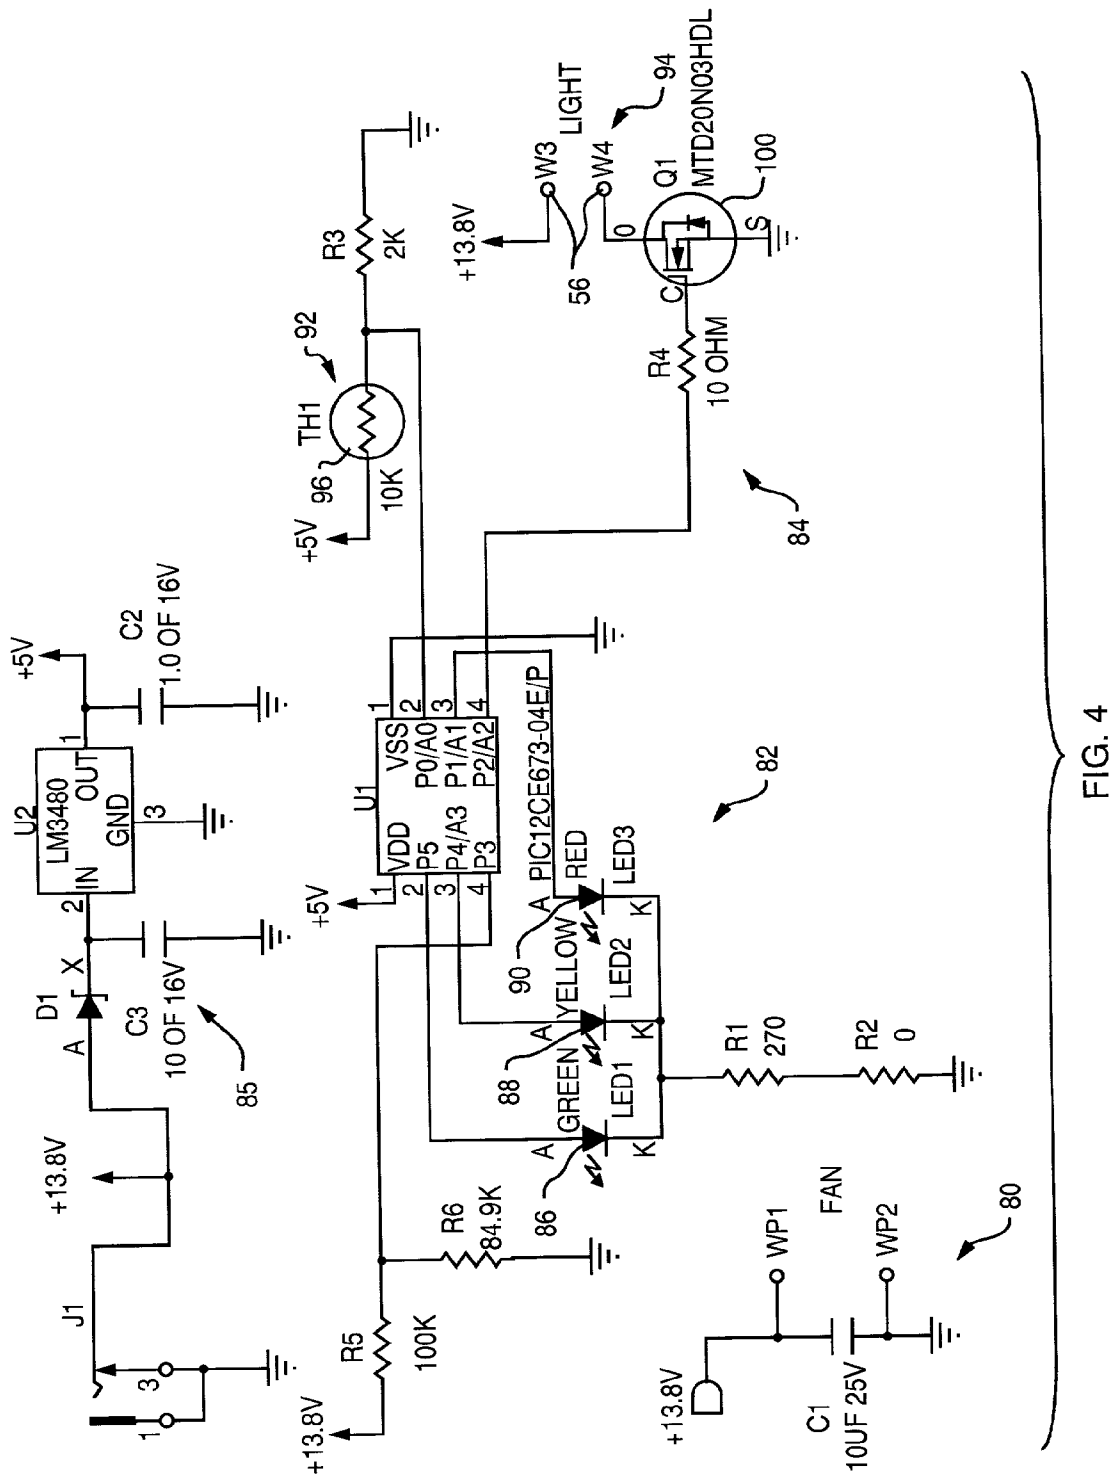 J1
1
3
+13.8V
D1
A
X
C3
10 OF 16V
85
U2
LM3480
2
IN
OUT
1
GND
3
+5V
C2
1.0 OF 16V
+13.8V
R5
100K
R6
84.9K
+5V
U1
1
VDD
VSS
1
2
P5
P0/A0
2
3
P4/A3
P1/A1
3
4
P3
P2/A2
4
PIC12CE673-04E/P
+5V
TH1
96
92
10K
R3
2K
A
GREEN
86
LED1
K
A
YELLOW
88
LED2
K
A
RED
90
LED3
K
82
R1
270
R2
0
84
R4
10 OHM
+13.8V
W3
LIGHT
W4
56
94
0
C
S
Q1
MTD20N03HDL
100
+13.8V
C1
10UF 25V
WP1
FAN
WP2
80
FIG. 4